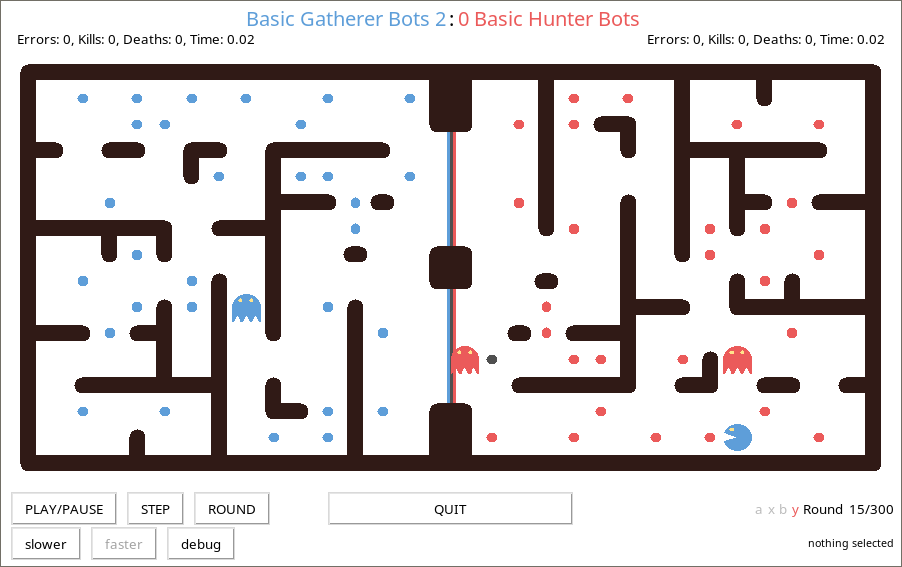 Basic Gatherer Bots 2:0 Basic Hunter Bots
Errors: 0, Kills: 0, Deaths: 0, Time: 0.02
Errors: 0, Kills: 0, Deaths: 0, Time: 0.02
PLAY/PAUSE STEP ROUND QUIT a x b y Round 15/300
slower faster debug nothing selected